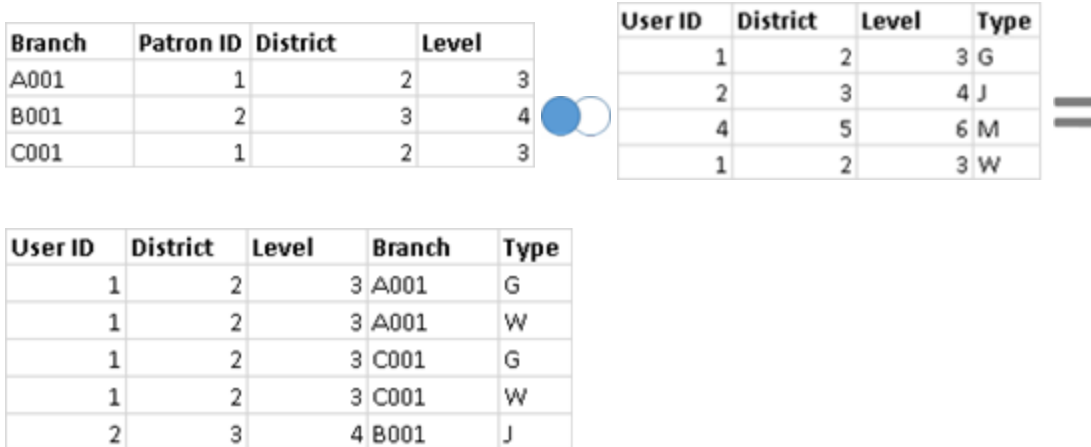 Branch Patron ID District Level
A001 1 2 3
B001 2 3 4
C001 1 2 3
User ID District Level Type
1 2 3 G
2 3 4 J
4 5 6 M
1 2 3 W
=
User ID District Level Branch Type
1 2 3 A001 G
1 2 3 A001 W
1 2 3 C001 G
1 2 3 C001 W
2 3 4 B001 J